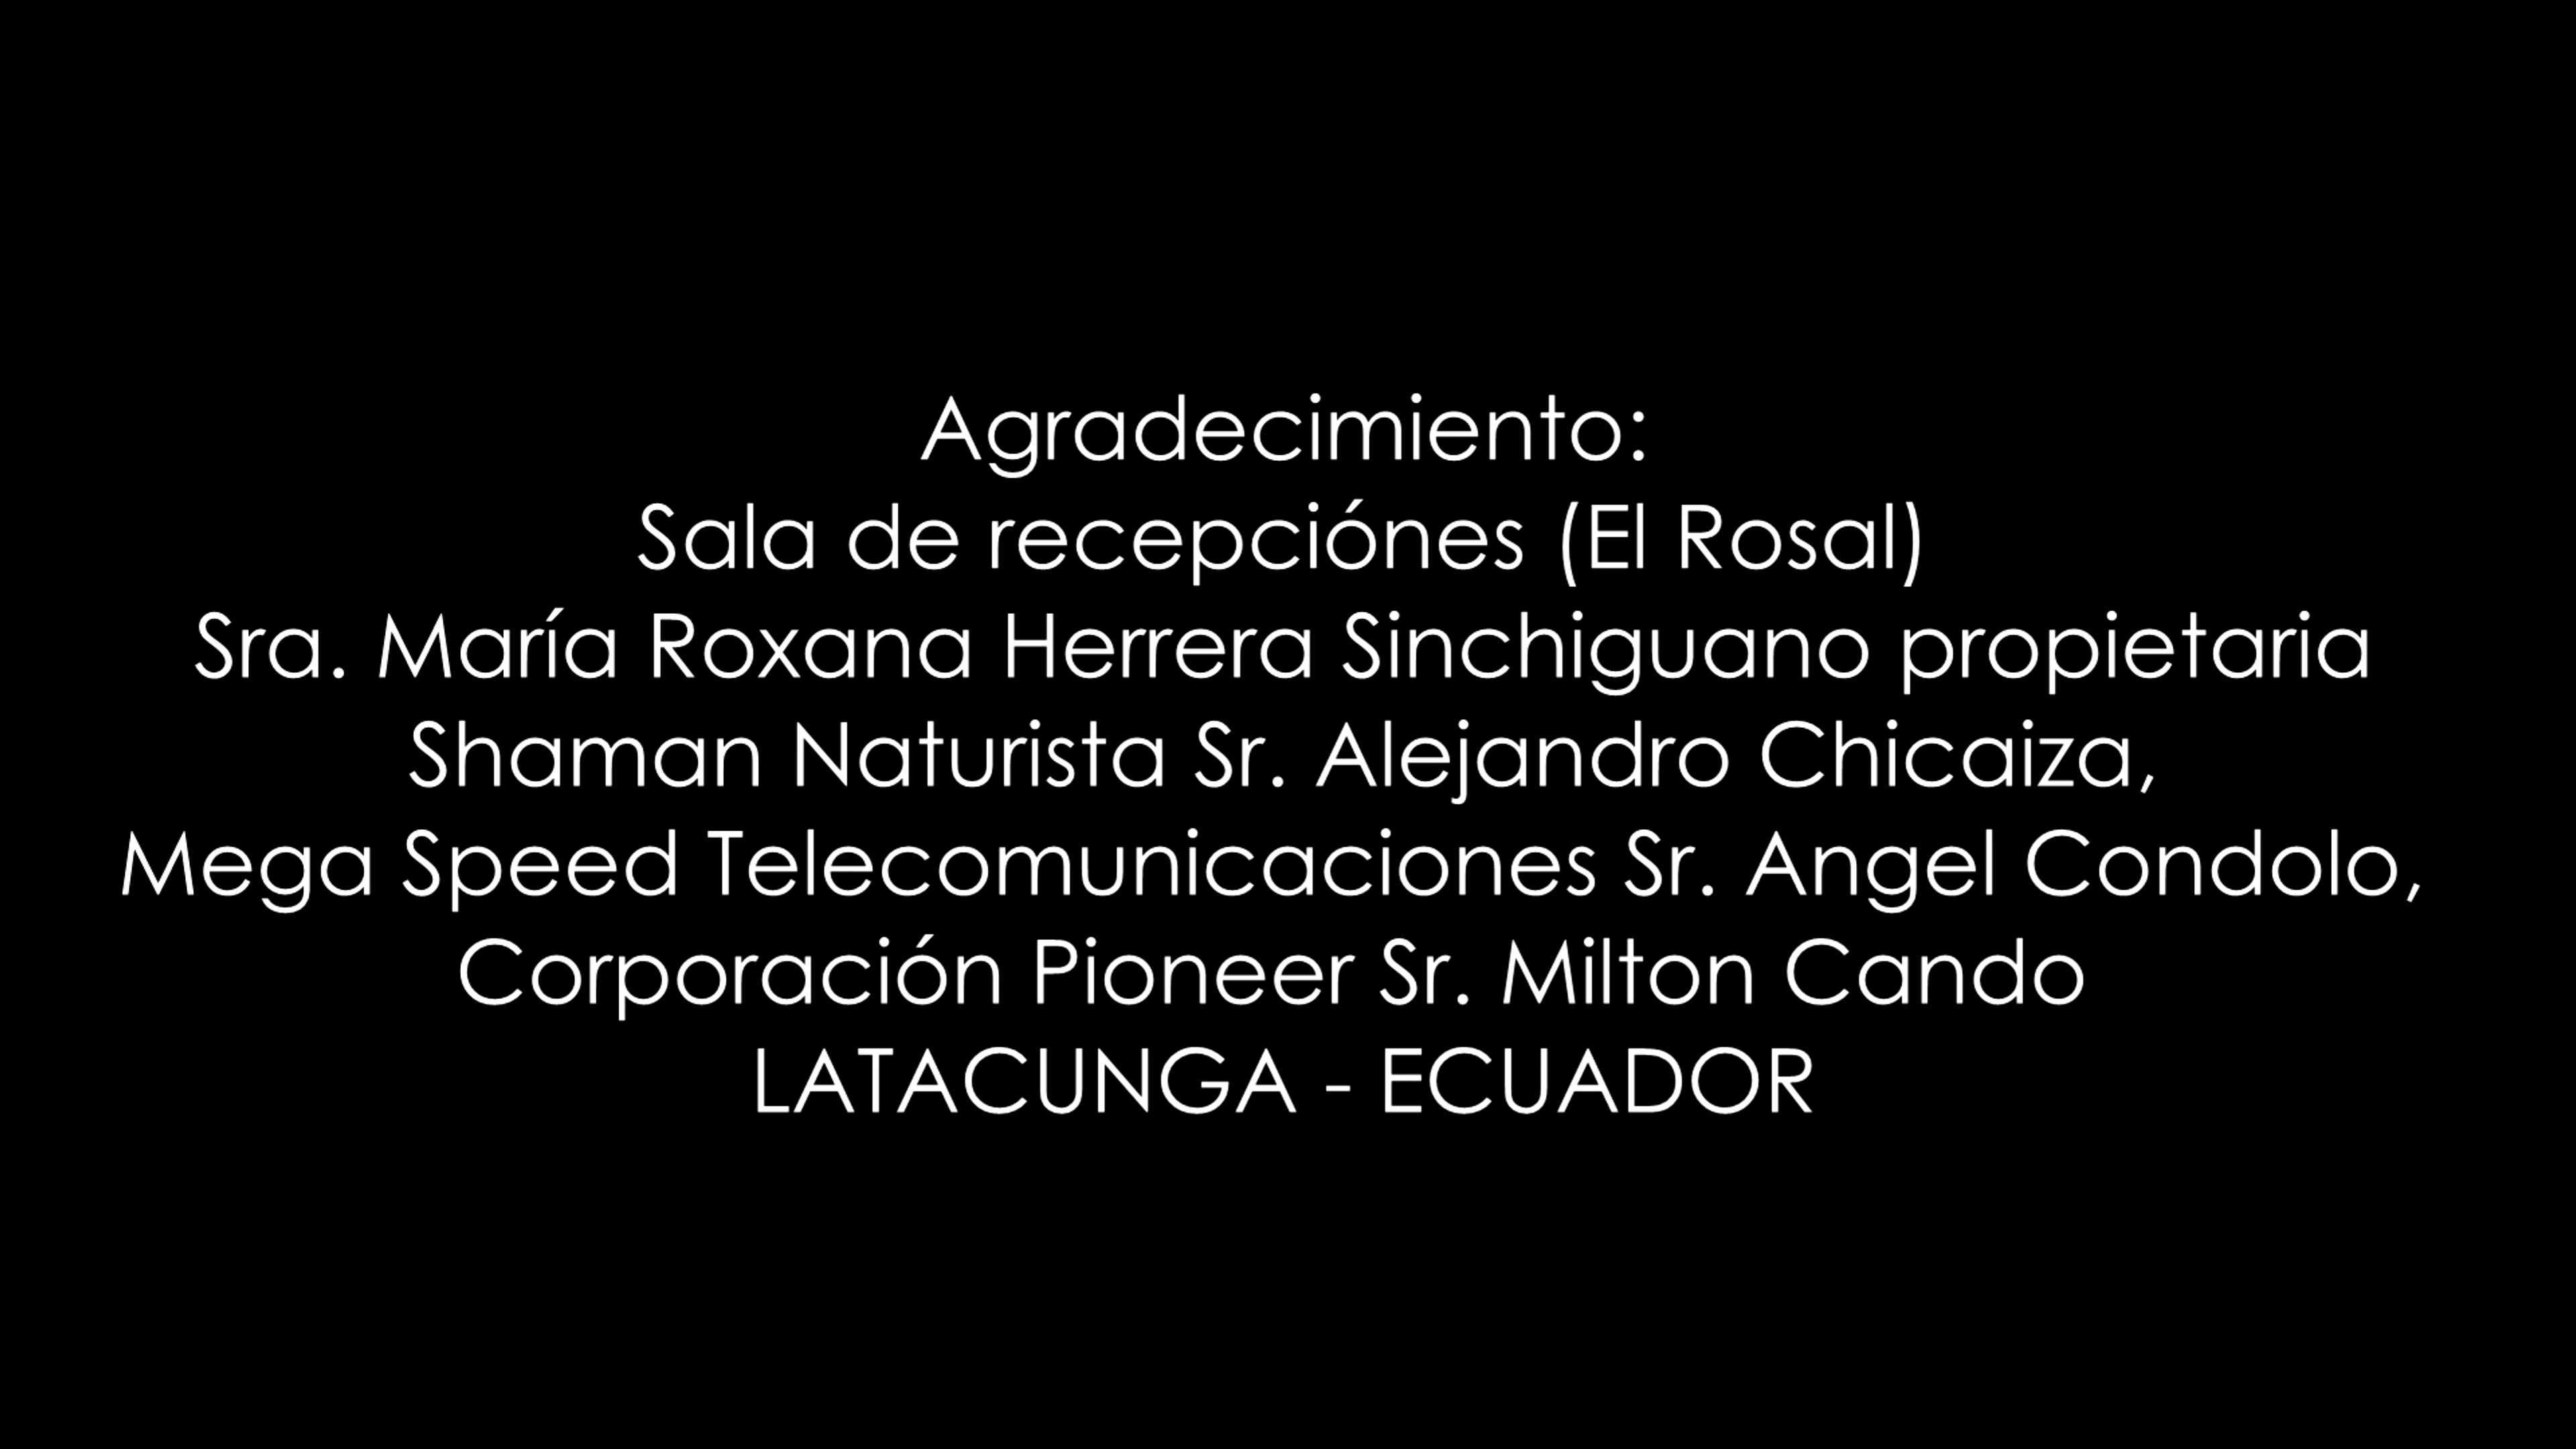 Agradecimiento:
Sala de recepciónes (El Rosal)
Sra. María Roxana Herrera Sinchiguano propietaria
Shaman Naturista Sr. Alejandro Chicaiza,
Mega Speed Telecomunicaciones Sr. Angel Condolo,
Corporación Pioneer Sr. Milton Cando
LATACUNGA - ECUADOR